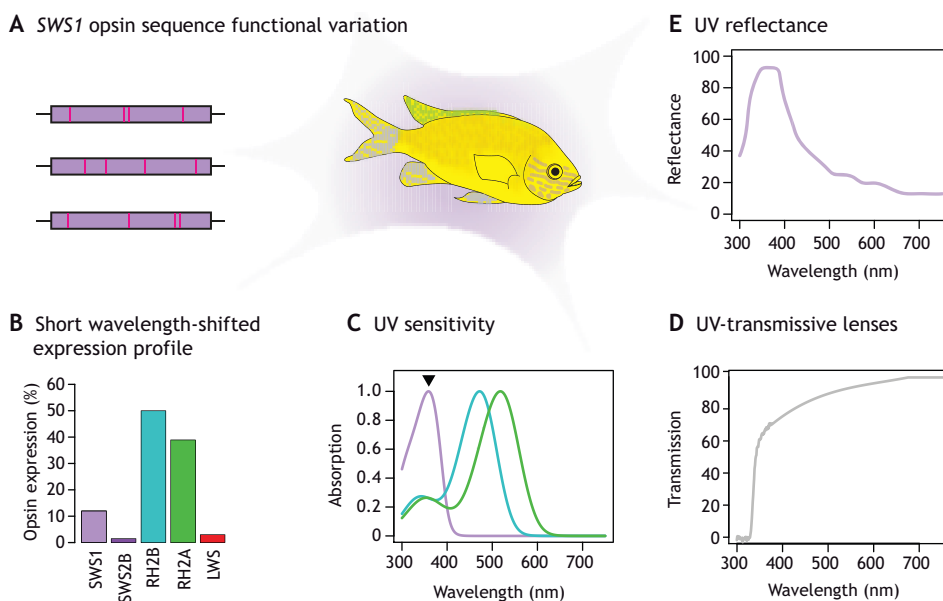 A SWS1 opsin sequence functional variation
E UV reflectance
100
80
60
40
20
0
Reflectance
300 400 500 600 700
Wavelength (nm)
B Short wavelength-shifted
expression profile
60
50
40
30
20
10
0
Opsin expression (%)
SWS1
SWS2B
RH2B
RH2A
LWS
C UV sensitivity
1.0
0.8
0.6
0.4
0.2
0
Absorption
300 400 500 600 700
Wavelength (nm)
D UV-transmissive lenses
100
80
60
40
20
0
Transmission
300 400 500 600 700
Wavelength (nm)